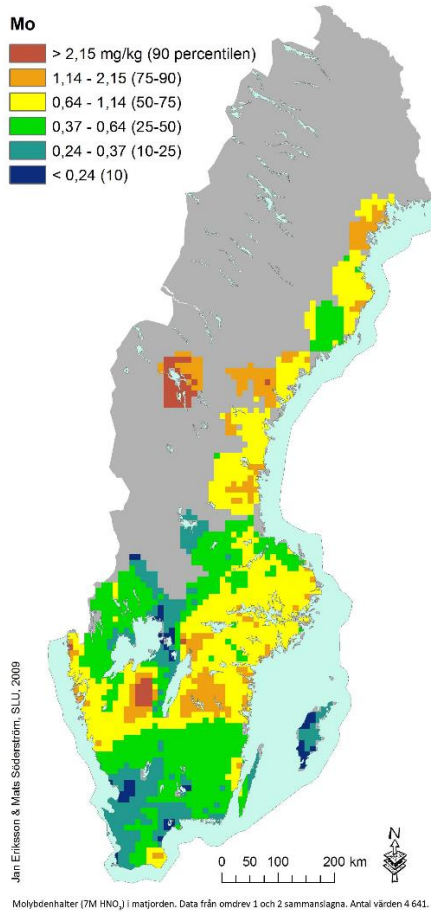 Mo
> 2,15 mg/kg (90 percentilen)
1,14 - 2,15 (75-90)
0,64 - 1,14 (50-75)
0,37 - 0,64 (25-50)
0,24 - 0,37 (10-25)
< 0,24 (10)
Jan Eriksson & Mats Söderström, SLU, 2009
N
0 100 200 km
Molybdenhalter (7M HNO₃) i matjorden. Data från omdrev 1 och 2 sammanslagna. Antal värden 4 641.